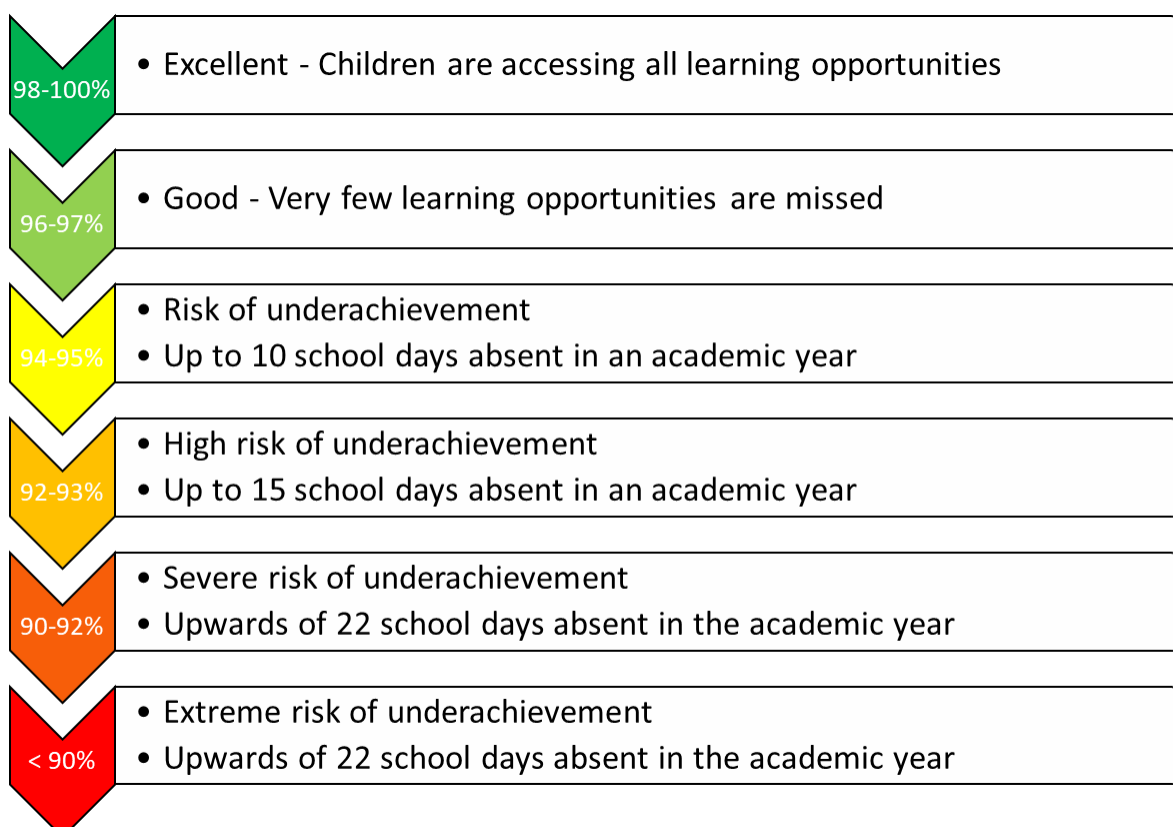 98-100%
• Excellent - Children are accessing all learning opportunities
96-97%
• Good - Very few learning opportunities are missed
94-95%
• Risk of underachievement
• Up to 10 school days absent in an academic year
92-93%
• High risk of underachievement
• Up to 15 school days absent in an academic year
90-92%
• Severe risk of underachievement
• Upwards of 22 school days absent in the academic year
< 90%
• Extreme risk of underachievement
• Upwards of 22 school days absent in the academic year